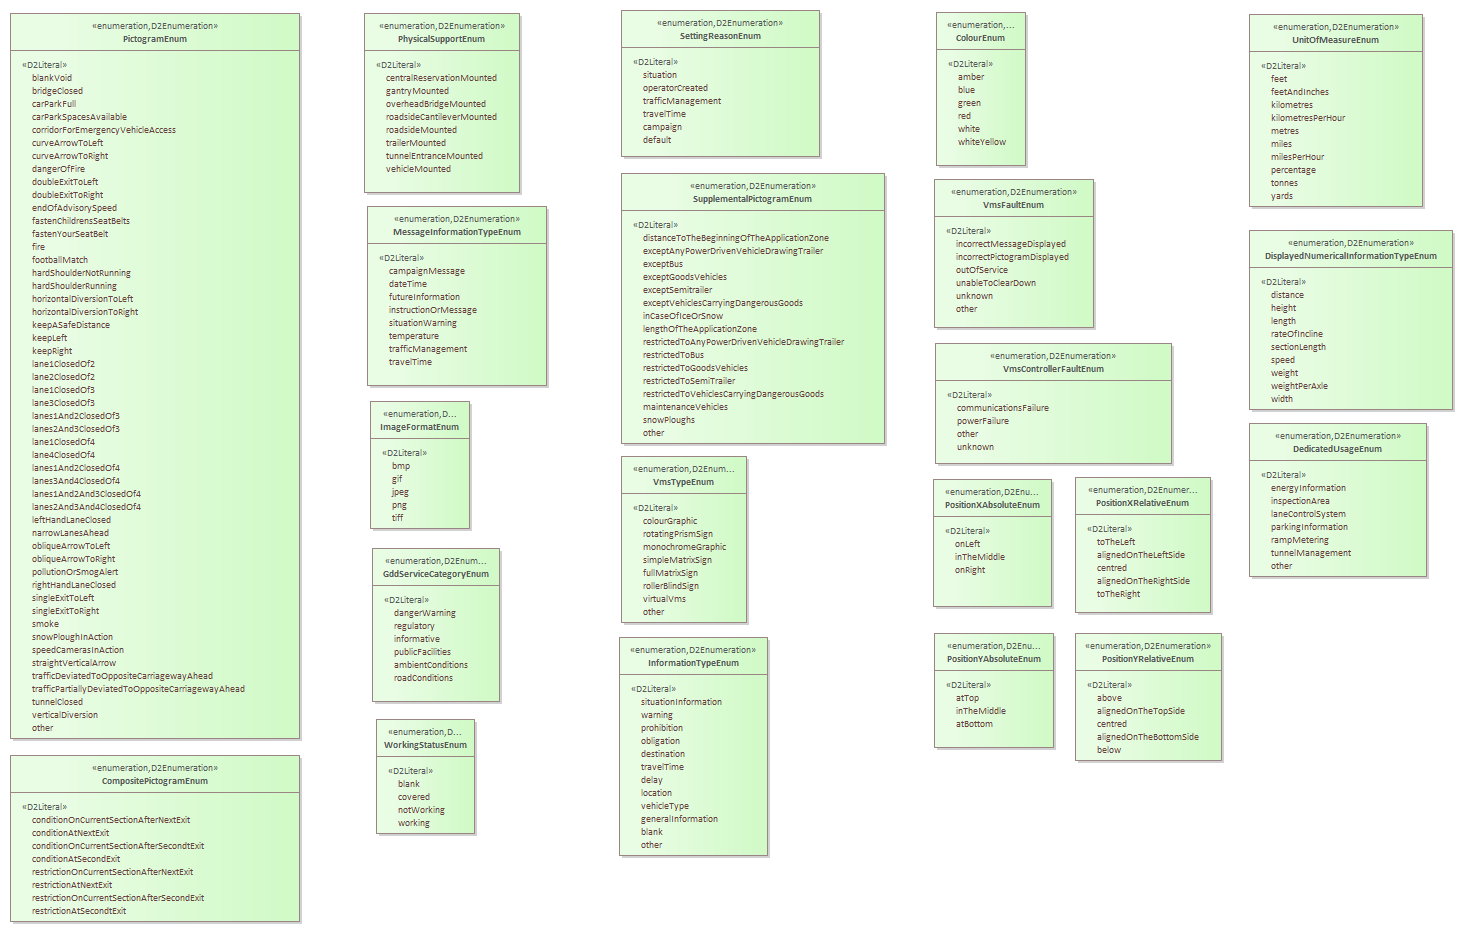 «enumeration,D2Enumeration»
PictogramEnum
«D2Literal»
blankVoid
bridgeClosed
carParkFull
carParkSpacesAvailable
corridorForEmergencyVehicleAccess
curveArrowToLeft
curveArrowToRight
dangerOfFire
doubleExitToLeft
doubleExitToRight
endOfAdvisorySpeed
fastenChildrensSeatBelts
fastenYourSeatBelt
fire
footballMatch
hardShoulderNotRunning
hardShoulderRunning
horizontalDiversionToLeft
horizontalDiversionToRight
keepASafeDistance
keepLeft
keepRight
lane1ClosedOf2
lane2ClosedOf2
lane1ClosedOf3
lane3ClosedOf3
lanes1And2ClosedOf3
lanes2And3ClosedOf3
lane1ClosedOf4
lane4ClosedOf4
lanes1And2ClosedOf4
lanes3And4ClosedOf4
lanes1And2And3ClosedOf4
lanes2And3And4ClosedOf4
leftHandLaneClosed
narrowLanesAhead
obliqueArrowToLeft
obliqueArrowToRight
pollutionOrSmogAlert
rightHandLaneClosed
singleExitToLeft
singleExitToRight
smoke
snowPloughInAction
speedCamerasInAction
straightVerticalArrow
trafficDeviatedToOppositeCarriagewayAhead
trafficPartiallyDeviatedToOppositeCarriagewayAhead
tunnelClosed
verticalDiversion
other
«enumeration,D2Enumeration»
CompositePictogramEnum
«D2Literal»
conditionOnCurrentSectionAfterNextExit
conditionAtNextExit
conditionOnCurrentSectionAfterSecondtExit
conditionAtSecondExit
restrictionOnCurrentSectionAfterNextExit
restrictionAtNextExit
restrictionOnCurrentSectionAfterSecondExit
restrictionAtSecondtExit
«enumeration,D2Enumeration»
PhysicalSupportEnum
«D2Literal»
centralReservationMounted
gantryMounted
overheadBridgeMounted
roadsideCantileverMounted
roadsideMounted
trailerMounted
tunnelEntranceMounted
vehicleMounted
«enumeration,D2Enumeration»
MessageInformationTypeEnum
«D2Literal»
campaignMessage
dateTime
futureInformation
instructionOrMessage
situationWarning
temperature
trafficManagement
travelTime
«enumeration,D...
ImageFormatEnum
«D2Literal»
bmp
gif
jpeg
png
tiff
«enumeration,D2Enum...
GddServiceCategoryEnum
«D2Literal»
dangerWarning
regulatory
informative
publicFacilities
ambientConditions
roadConditions
«enumeration,D...
WorkingStatusEnum
«D2Literal»
blank
covered
notWorking
working
«enumeration,D2Enumeration»
SettingReasonEnum
«D2Literal»
situation
operatorCreated
trafficManagement
travelTime
campaign
default
«enumeration,D2Enumeration»
SupplementalPictogramEnum
«D2Literal»
distanceToTheBeginningOfTheApplicationZone
exceptAnyPowerDrivenVehicleDrawingTrailer
exceptBus
exceptGoodsVehicles
exceptSemitrailer
exceptVehiclesCarryingDangerousGoods
inCaseOfIceOrSnow
lengthOfTheApplicationZone
restrictedToAnyPowerDrivenVehicleDrawingTrailer
restrictedToBus
restrictedToGoodsVehicles
restrictedToSemiTrailer
restrictedToVehiclesCarryingDangerousGoods
maintenanceVehicles
snowPloughs
other
«enumeration,D2Enum...
VmsTypeEnum
«D2Literal»
colourGraphic
rotatingPrismSign
monochromeGraphic
simpleMatrixSign
fullMatrixSign
rollerBlindSign
virtualVms
other
«enumeration,D2Enumeration»
InformationTypeEnum
«D2Literal»
situationInformation
warning
prohibition
obligation
destination
travelTime
delay
location
vehicleType
generalInformation
blank
other
«enumeration,...
ColourEnum
«D2Literal»
amber
blue
green
red
white
whiteYellow
«enumeration,D2Enumeration»
VmsFaultEnum
«D2Literal»
incorrectMessageDisplayed
incorrectPictogramDisplayed
outOfService
unableToClearDown
unknown
other
«enumeration,D2Enumeration»
VmsControllerFaultEnum
«D2Literal»
communicationsFailure
powerFailure
other
unknown
«enumeration,D2Enu...
PositionXAbsoluteEnum
«D2Literal»
onLeft
inTheMiddle
onRight
«enumeration,D2Enumer...
PositionXRelativeEnum
«D2Literal»
toTheLeft
alignedOnTheLeftSide
centred
alignedOnTheRightSide
toTheRight
«enumeration,D2Enu...
PositionYAbsoluteEnum
«D2Literal»
atTop
inTheMiddle
atBottom
«enumeration,D2Enumeration»
PositionYRelativeEnum
«D2Literal»
above
alignedOnTheTopSide
centred
alignedOnTheBottomSide
below
«enumeration,D2Enumeration»
UnitOfMeasureEnum
«D2Literal»
feet
feetAndInches
kilometres
kilometresPerHour
metres
miles
milesPerHour
percentage
tonnes
yards
«enumeration,D2Enumeration»
DisplayedNumericalInformationTypeEnum
«D2Literal»
distance
height
length
rateOfIncline
sectionLength
speed
weight
weightPerAxle
width
«enumeration,D2Enumeration»
DedicatedUsageEnum
«D2Literal»
energyInformation
inspectionArea
laneControlSystem
parkingInformation
rampMetering
tunnelManagement
other